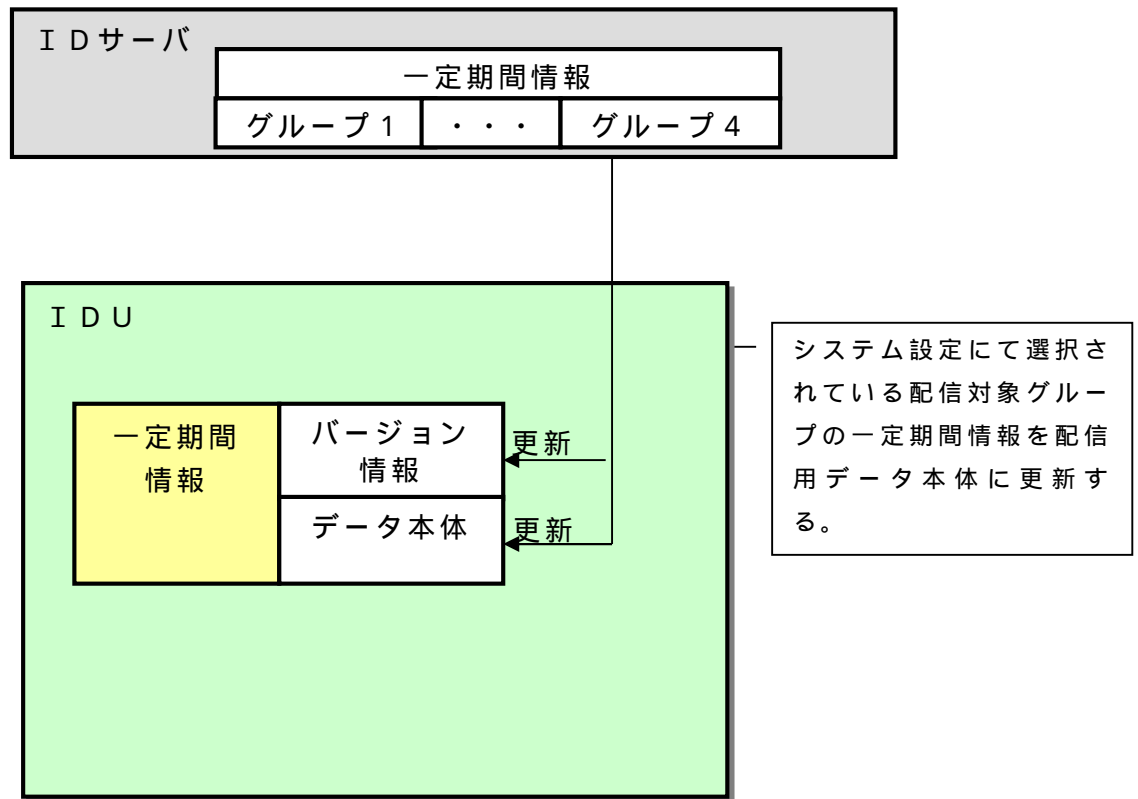 ＩＤサーバ
一定期間情報
グループ１
・・・
グループ４
ＩＤＵ
一定期間
情報
バージョン
情報
更新
データ本体
更新
システム設定にて選択さ
れている配信対象グルー
プの一定期間情報を配信
用データ本体に更新す
る。